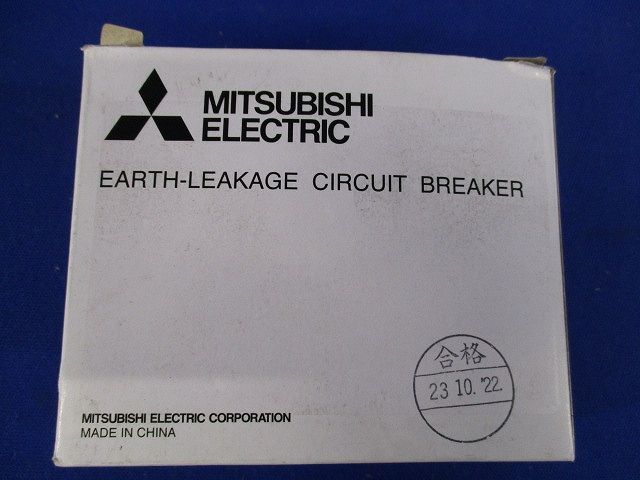 MITSUBISHI
ELECTRIC
EARTH-LEAKAGE CIRCUIT BREAKER
合格
23 10.'22.
MITSUBISHI ELECTRIC CORPORATION
MADE IN CHINA